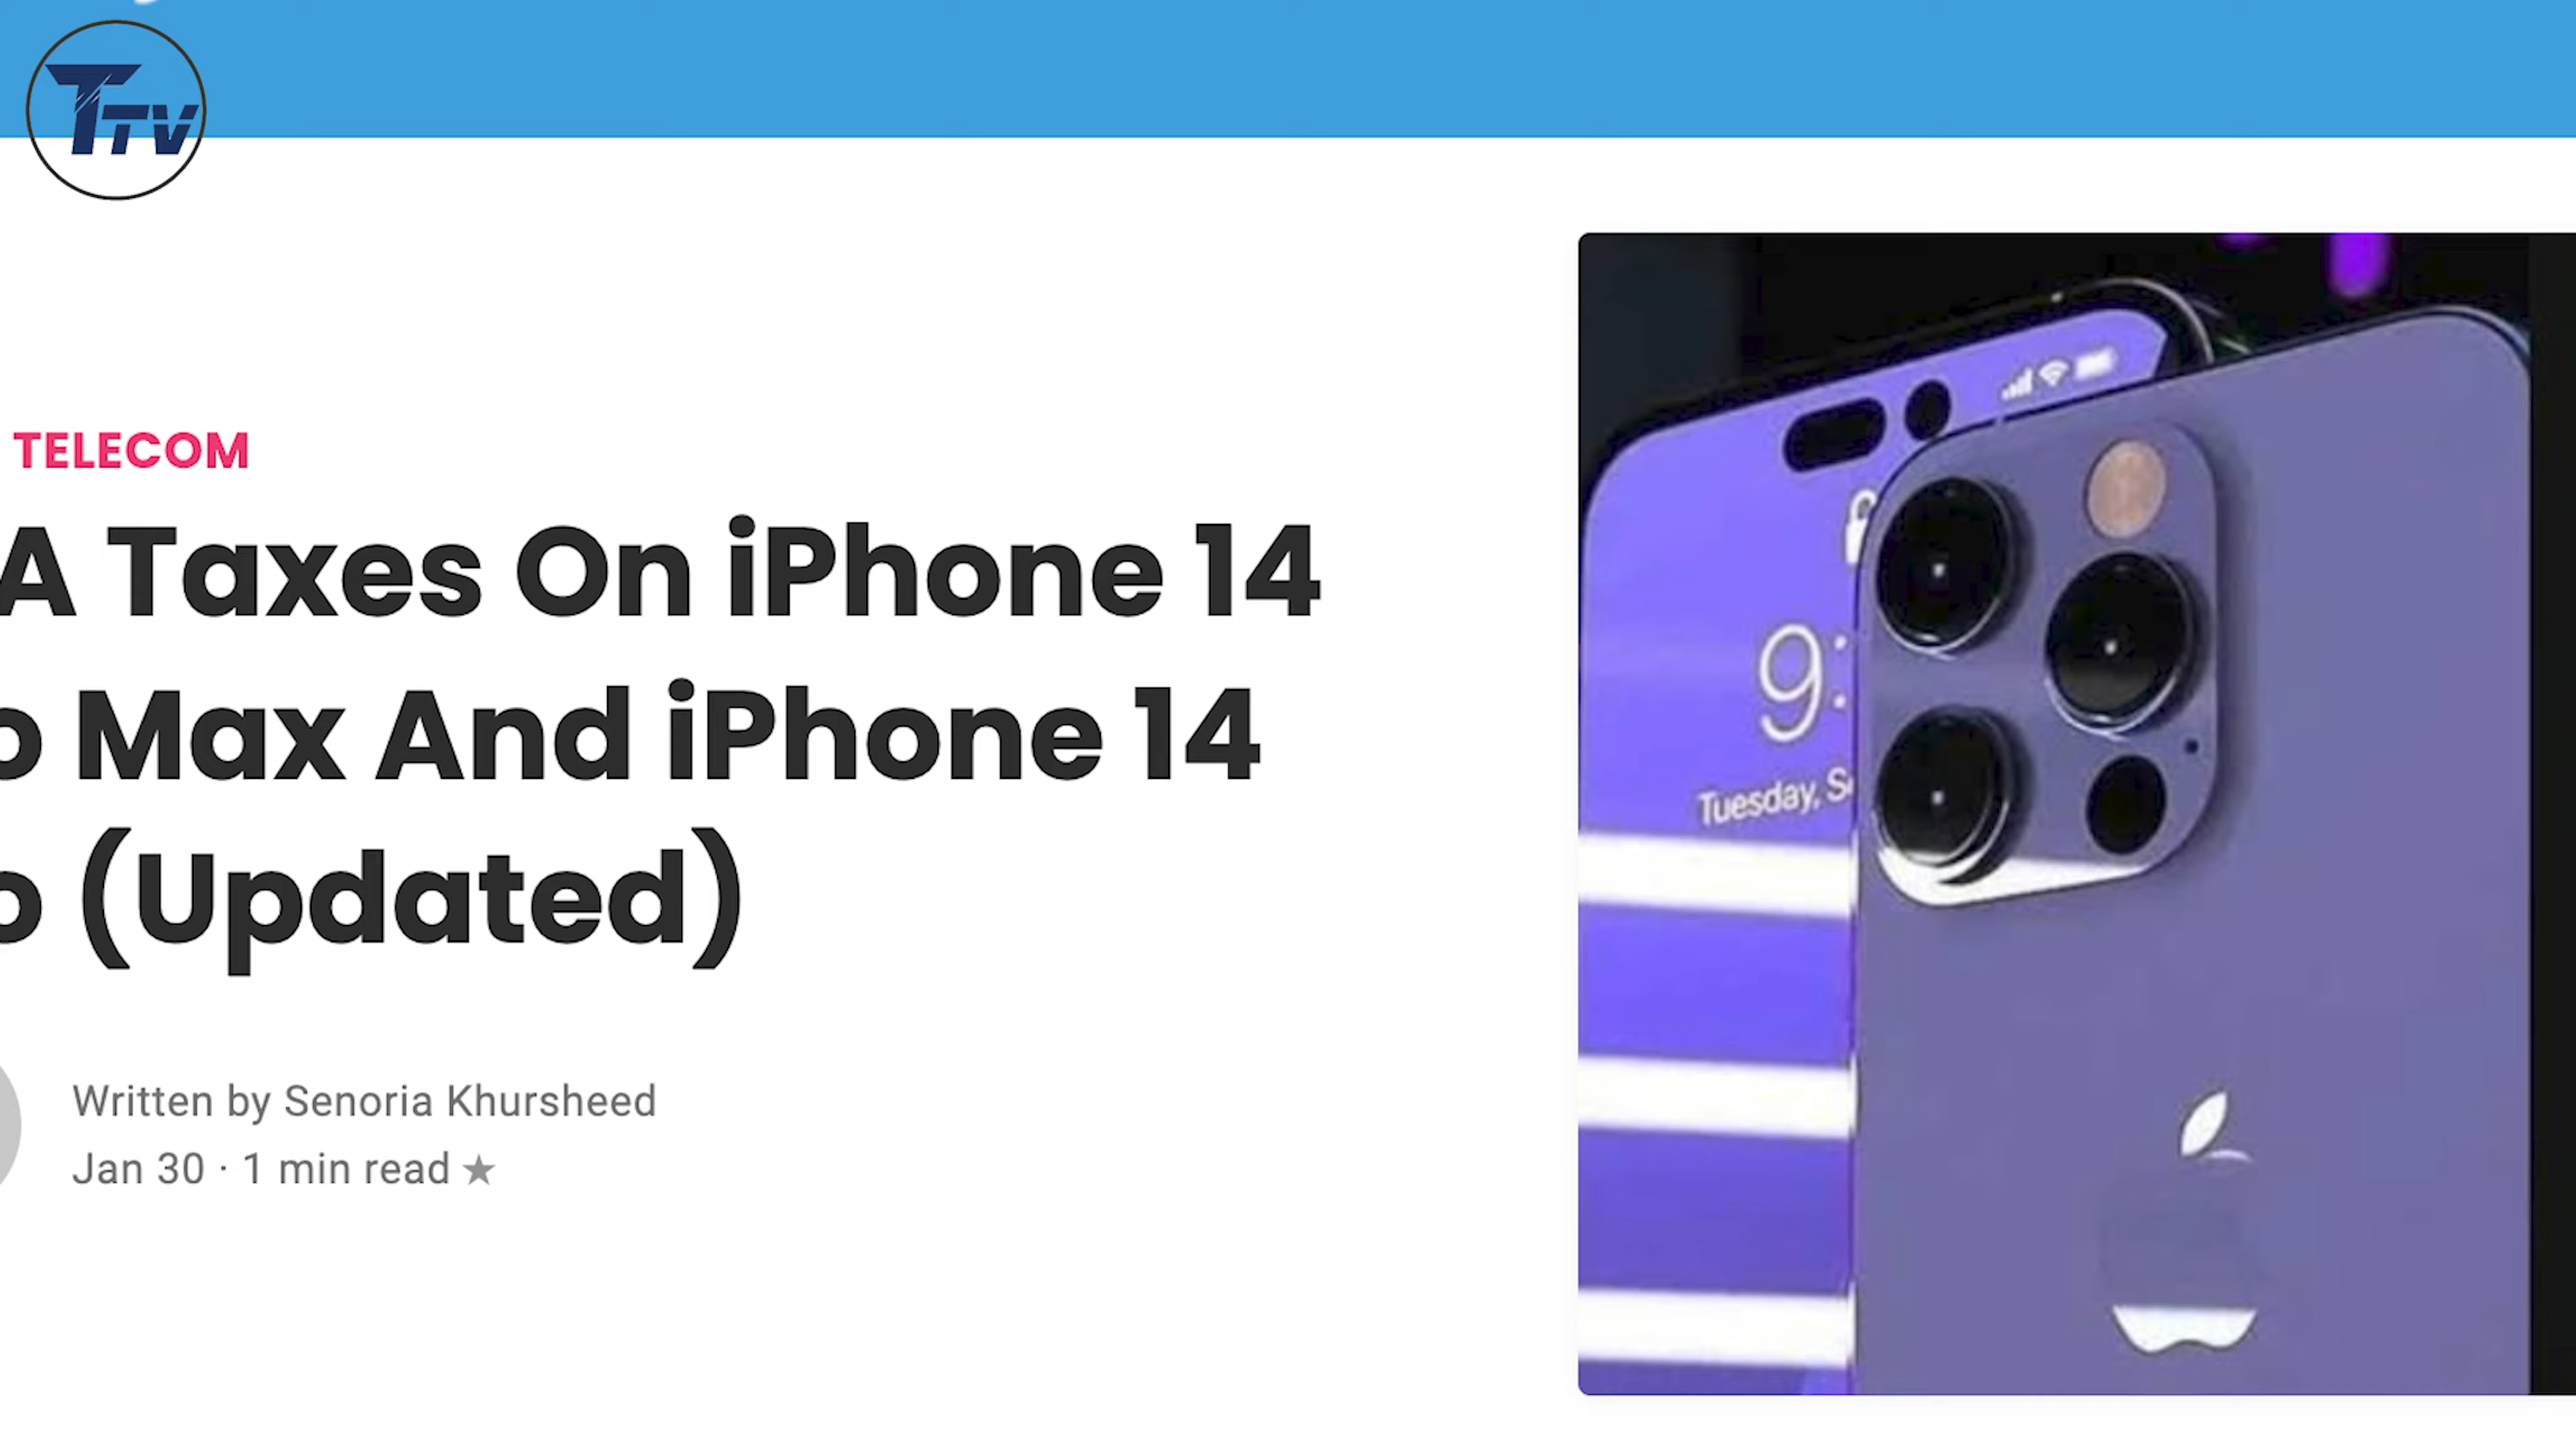 TTV
TELECOM
A Taxes On iPhone 14
o Max And iPhone 14
o (Updated)
Written by Senoria Khursheed
Jan 30 · 1 min read ★
9:
Tuesday, Se